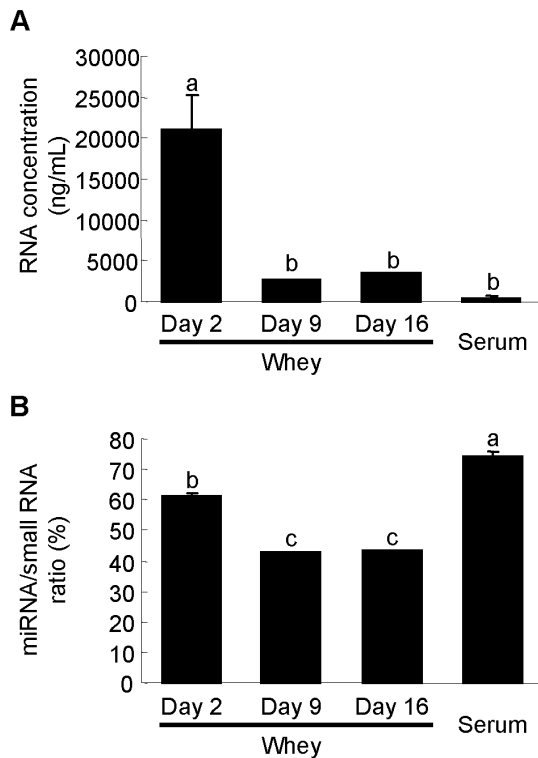 A
RNA concentration
(ng/mL)
30000
25000
20000
15000
10000
5000
0
a
b
b
b
Day 2
Day 9
Day 16
Serum
Whey
B
miRNA/small RNA
ratio (%)
80
70
60
50
40
30
20
10
0
b
c
c
a
Day 2
Day 9
Day 16
Serum
Whey